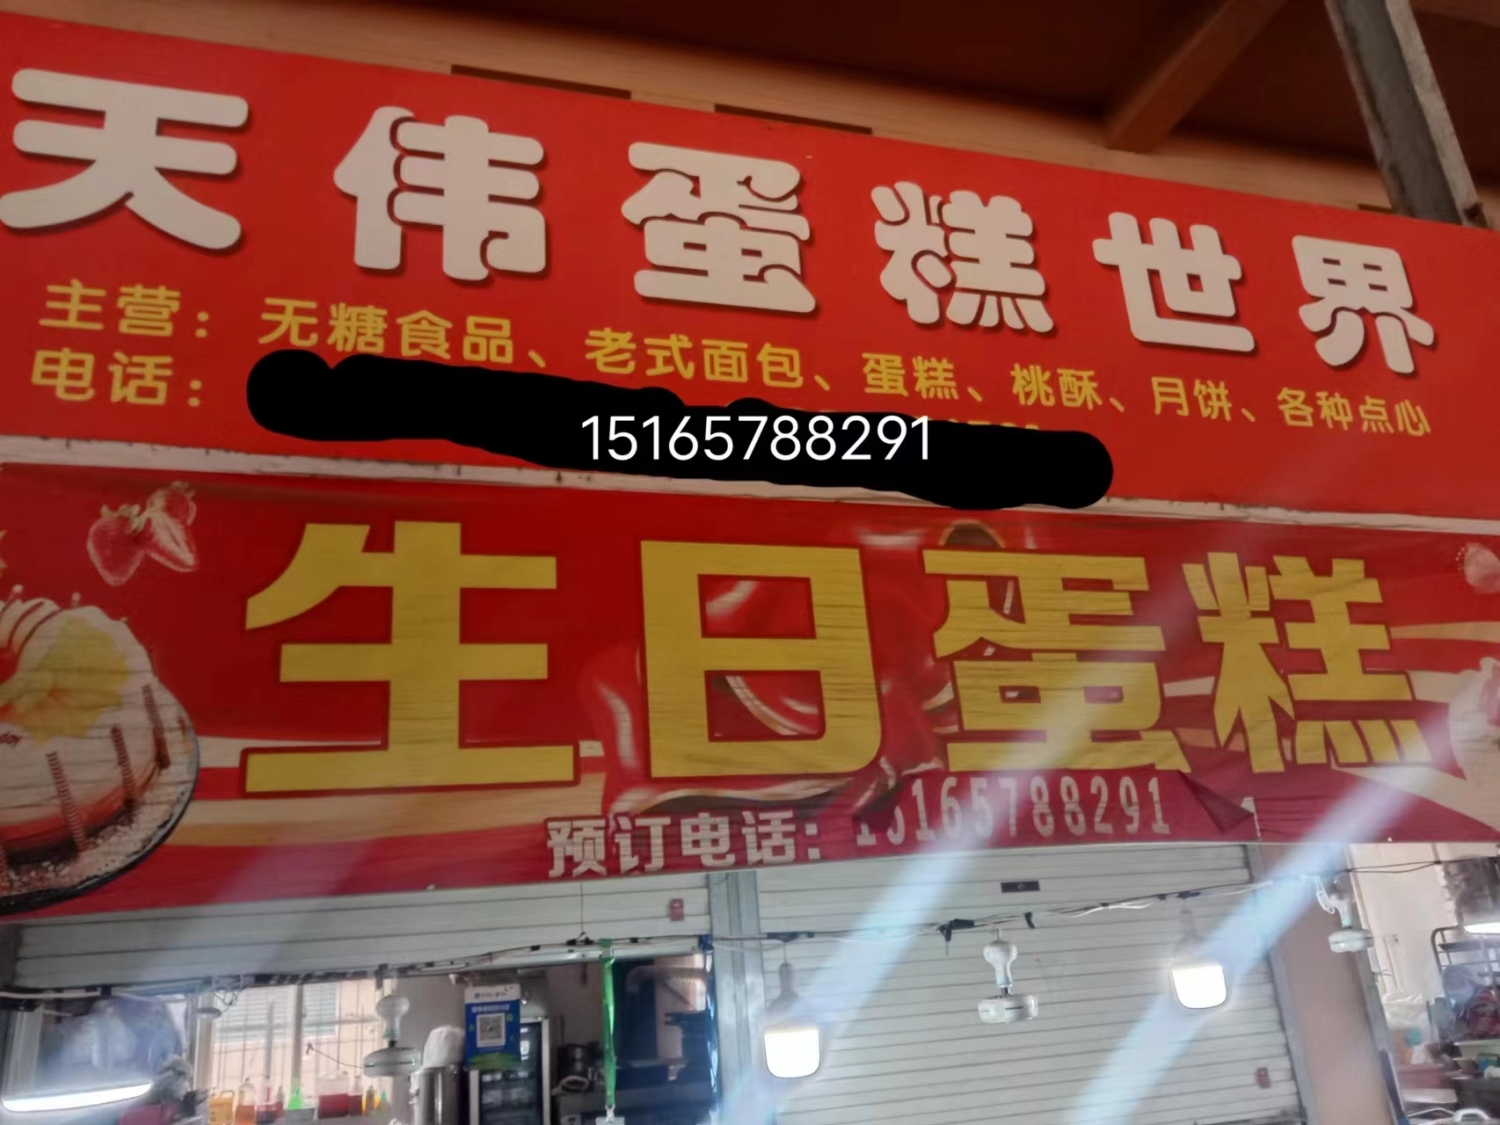 天伟蛋糕世界
主营：无糖食品、老式面包、蛋糕、桃酥、月饼、各种点心
电话：
15165788291
生日蛋糕
预订电话：15165788291